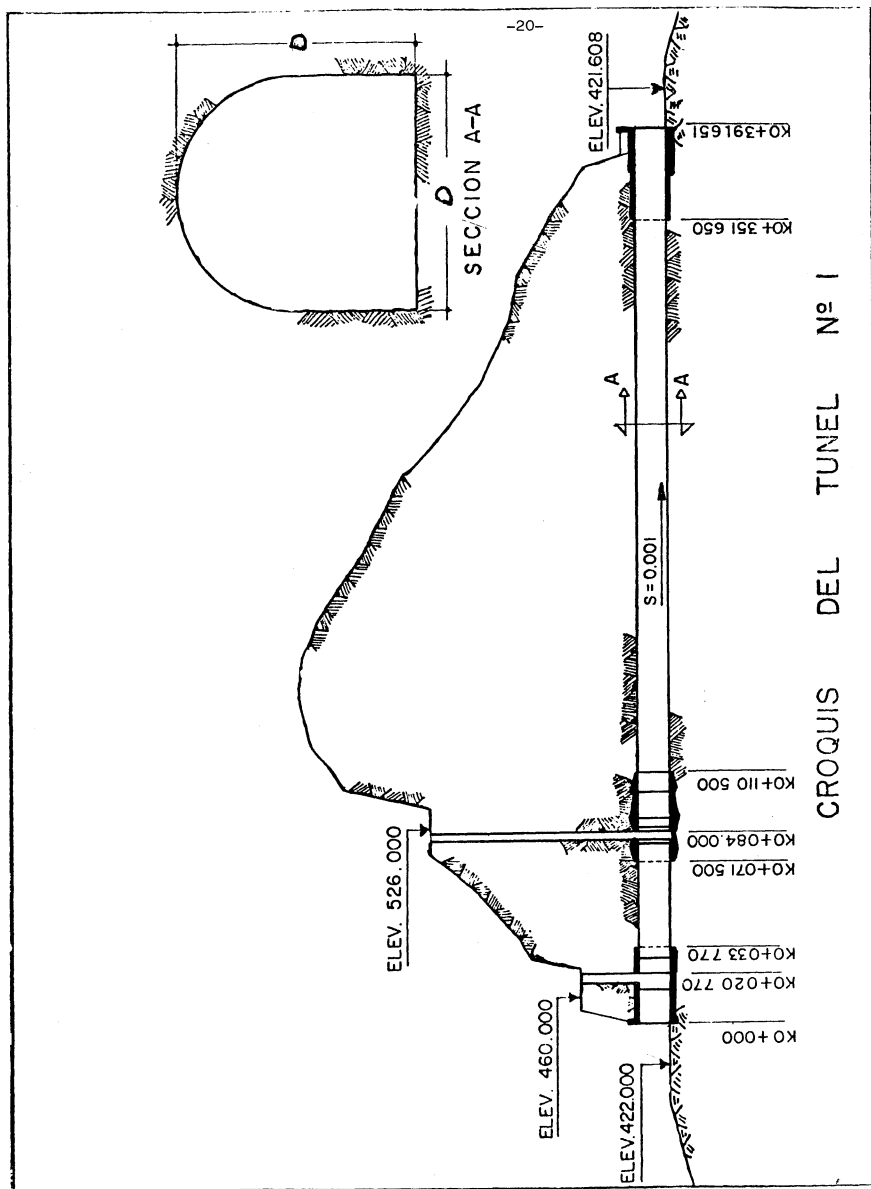 -20-
D
D
SECCION A-A
ELEV. 421.608
KO+391.651
KO+351 650
A
A
S=0.001
ELEV. 526.000
KO+110 500
KO+084.000
KO+071 500
ELEV. 460.000
KO+033 770
KO+020 770
KO+000
ELEV. 422.000
CROQUIS DEL TUNEL Nº 1